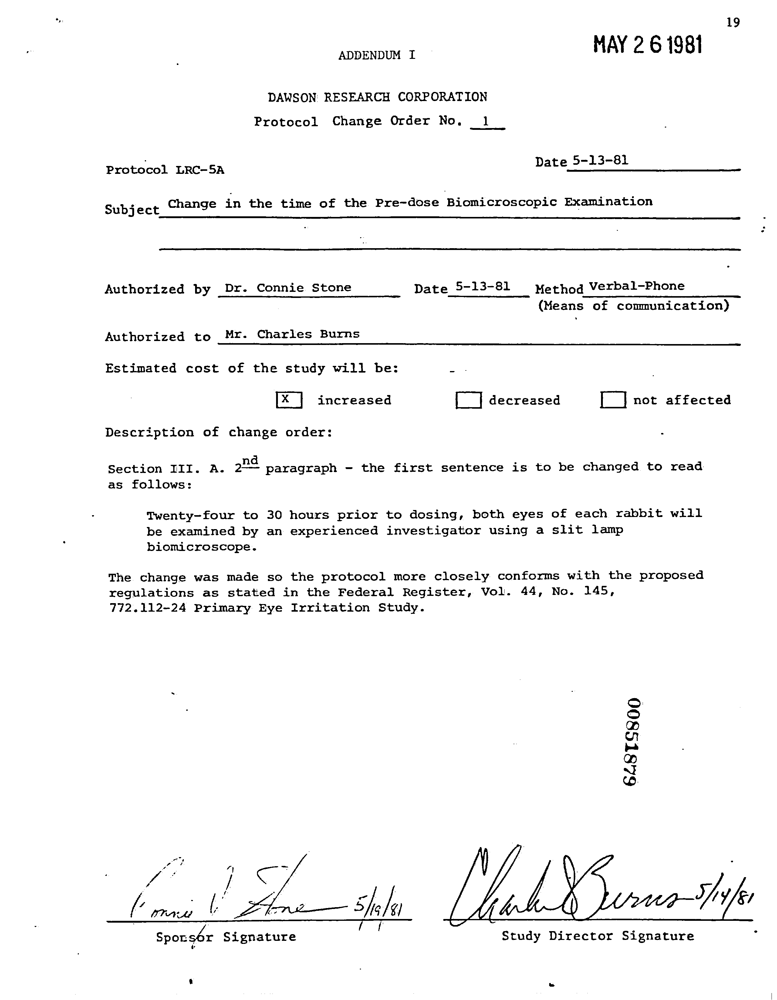 19
MAY 26 1981
ADDENDUM I
DAWSON RESEARCH CORPORATION
Protocol Change Order No. 1
Protocol LRC-5A
Date 5-13-81
Subject Change in the time of the Pre-dose Biomicroscopic Examination
Authorized by Dr. Connie Stone Date 5-13-81 Method Verbal-Phone
(Means of communication)
Authorized to Mr. Charles Burns
Estimated cost of the study will be:
X increased decreased not affected
Description of change order:
Section III. A. 2nd paragraph - the first sentence is to be changed to read
as follows:
Twenty-four to 30 hours prior to dosing, both eyes of each rabbit will
be examined by an experienced investigator using a slit lamp
biomicroscope.
The change was made so the protocol more closely conforms with the proposed
regulations as stated in the Federal Register, Vol. 44, No. 145,
772.112-24 Primary Eye Irritation Study.
00851879
Connie Stone 5/19/81
Charles Burns 5/14/81
Sponsor Signature
Study Director Signature